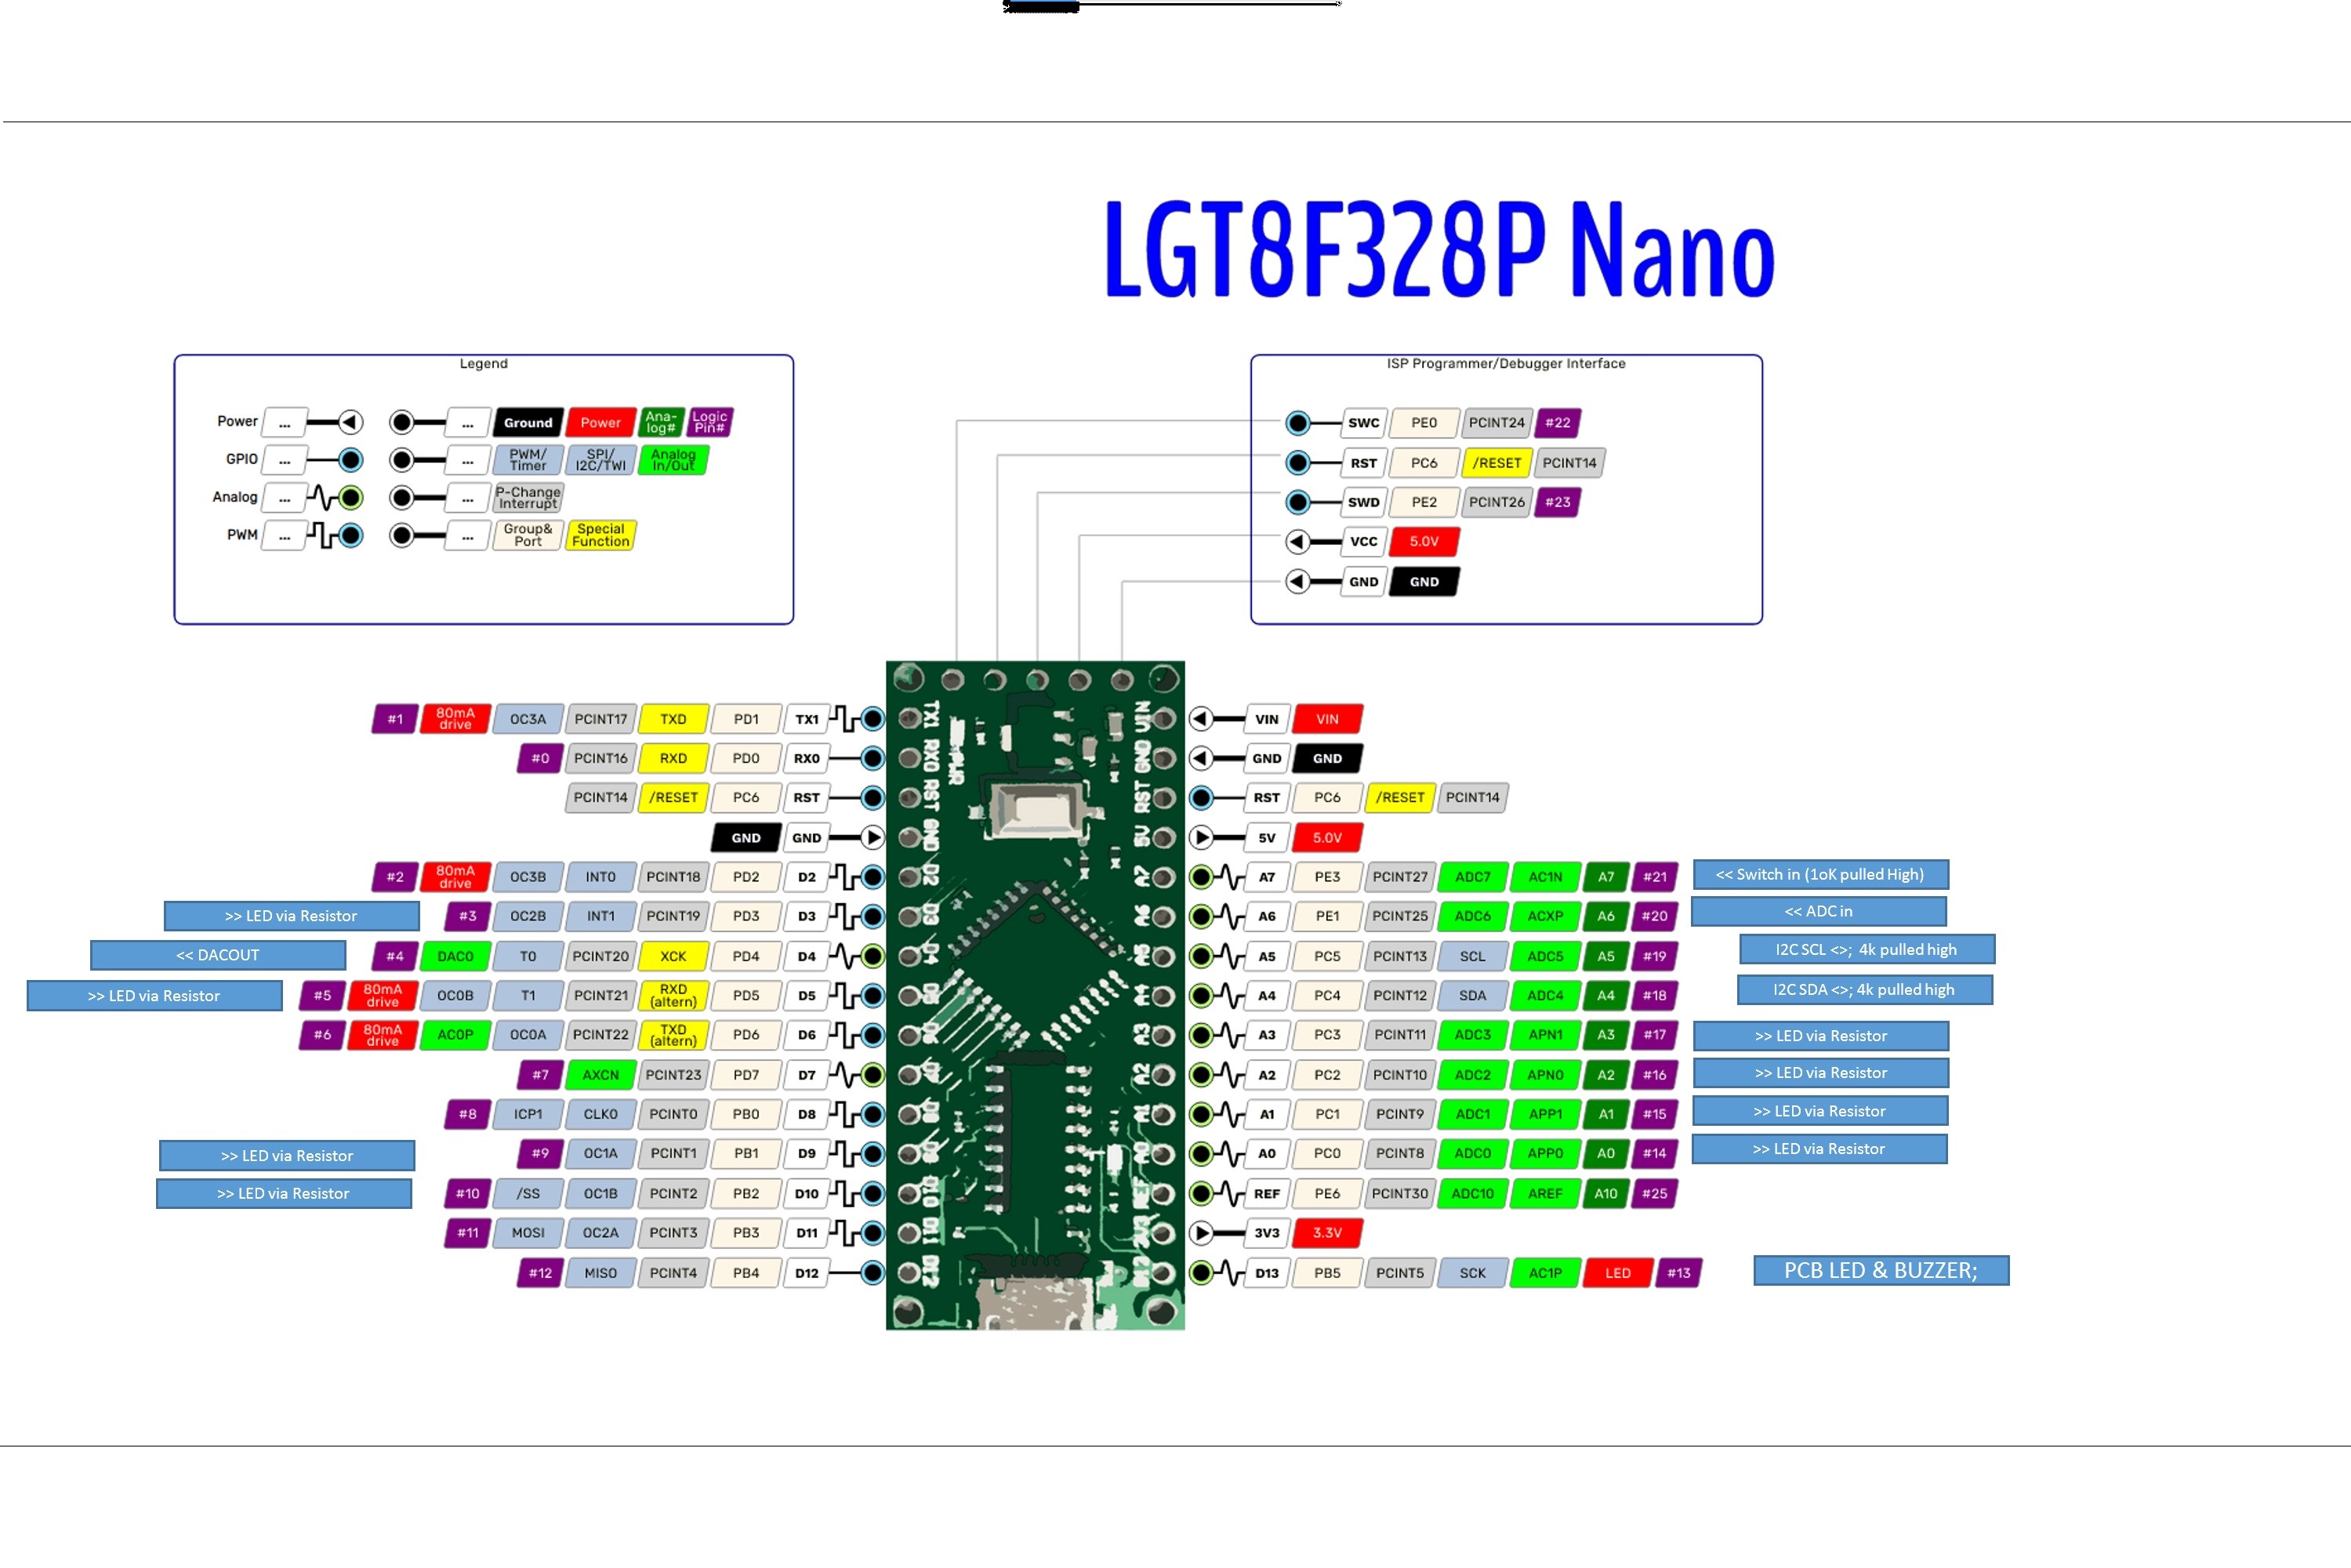 LGT8F328P Nano
Legend
Power ... ... Ground Power Ana-log# Logic Pin#
GPIO ... ... PWM/Timer SPI/I2C/TWI Analog In/Out
Analog ... ... P-Change Interrupt
PWM ... ... Group& Port Special Function
ISP Programmer/Debugger Interface
SWC PE0 PCINT24 #22
RST PC6 /RESET PCINT14
SWD PE2 PCINT26 #23
VCC 5.0V
GND GND
#1 80mA drive OC3A PCINT17 TXD PD1 TX1
#0 PCINT16 RXD PD0 RX0
PCINT14 /RESET PC6 RST
GND GND
#2 80mA drive OC3B INT0 PCINT18 PD2 D2
>> LED via Resistor #3 OC2B INT1 PCINT19 PD3 D3
<< DACOUT #4 DAC0 T0 PCINT20 XCK PD4 D4
>> LED via Resistor #5 80mA drive OC0B T1 PCINT21 RXD (altern) PD5 D5
#6 80mA drive AC0P OC0A PCINT22 TXD (altern) PD6 D6
#7 AXCN PCINT23 PD7 D7
#8 ICP1 CLK0 PCINT0 PB0 D8
>> LED via Resistor #9 OC1A PCINT1 PB1 D9
>> LED via Resistor #10 /SS OC1B PCINT2 PB2 D10
#11 MOSI OC2A PCINT3 PB3 D11
#12 MISO PCINT4 PB4 D12
TX1 RX0 RST GND D2 D3 D4 D5 D6 D7 D8 D9 D10 D11 D12
PWR
VIN GND RST 5V A7 A6 A5 A4 A3 A2 A1 A0 REF 3V3 D13
VIN VIN
GND GND
RST PC6 /RESET PCINT14
5V 5.0V
A7 PE3 PCINT27 ADC7 AC1N A7 #21 << Switch in (1oK pulled High)
A6 PE1 PCINT25 ADC6 ACXP A6 #20 << ADC in
A5 PC5 PCINT13 SCL ADC5 A5 #19 I2C SCL <>; 4k pulled high
A4 PC4 PCINT12 SDA ADC4 A4 #18 I2C SDA <>; 4k pulled high
A3 PC3 PCINT11 ADC3 APN1 A3 #17 >> LED via Resistor
A2 PC2 PCINT10 ADC2 APN0 A2 #16 >> LED via Resistor
A1 PC1 PCINT9 ADC1 APP1 A1 #15 >> LED via Resistor
A0 PC0 PCINT8 ADC0 APP0 A0 #14 >> LED via Resistor
REF PE6 PCINT30 ADC10 AREF A10 #25
3V3 3.3V
D13 PB5 PCINT5 SCK AC1P LED #13 PCB LED & BUZZER;